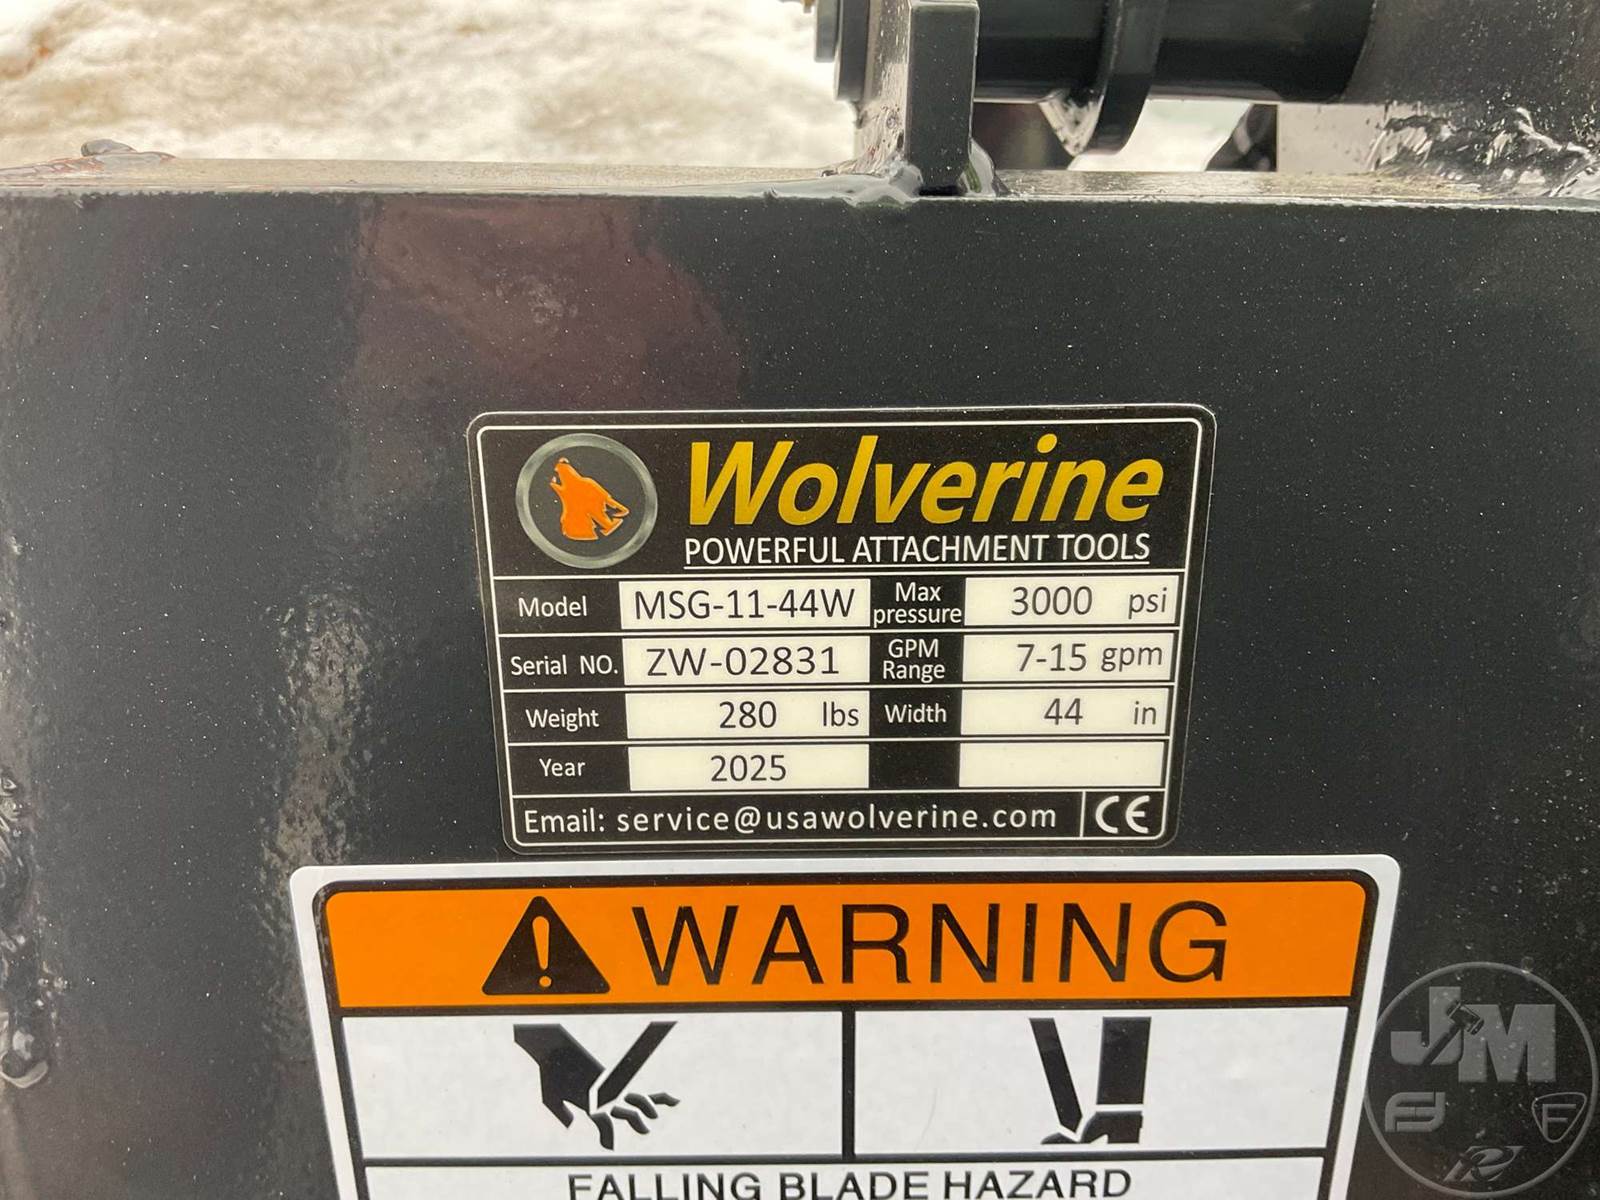 Wolverine
POWERFUL ATTACHMENT TOOLS
Model MSG-11-44W Max pressure 3000 psi
Serial NO. ZW-02831 GPM Range 7-15 gpm
Weight 280 lbs Width 44 in
Year 2025
Email: service@usawolverine.com CE
WARNING
FALLING BLADE HAZARD
JM
F